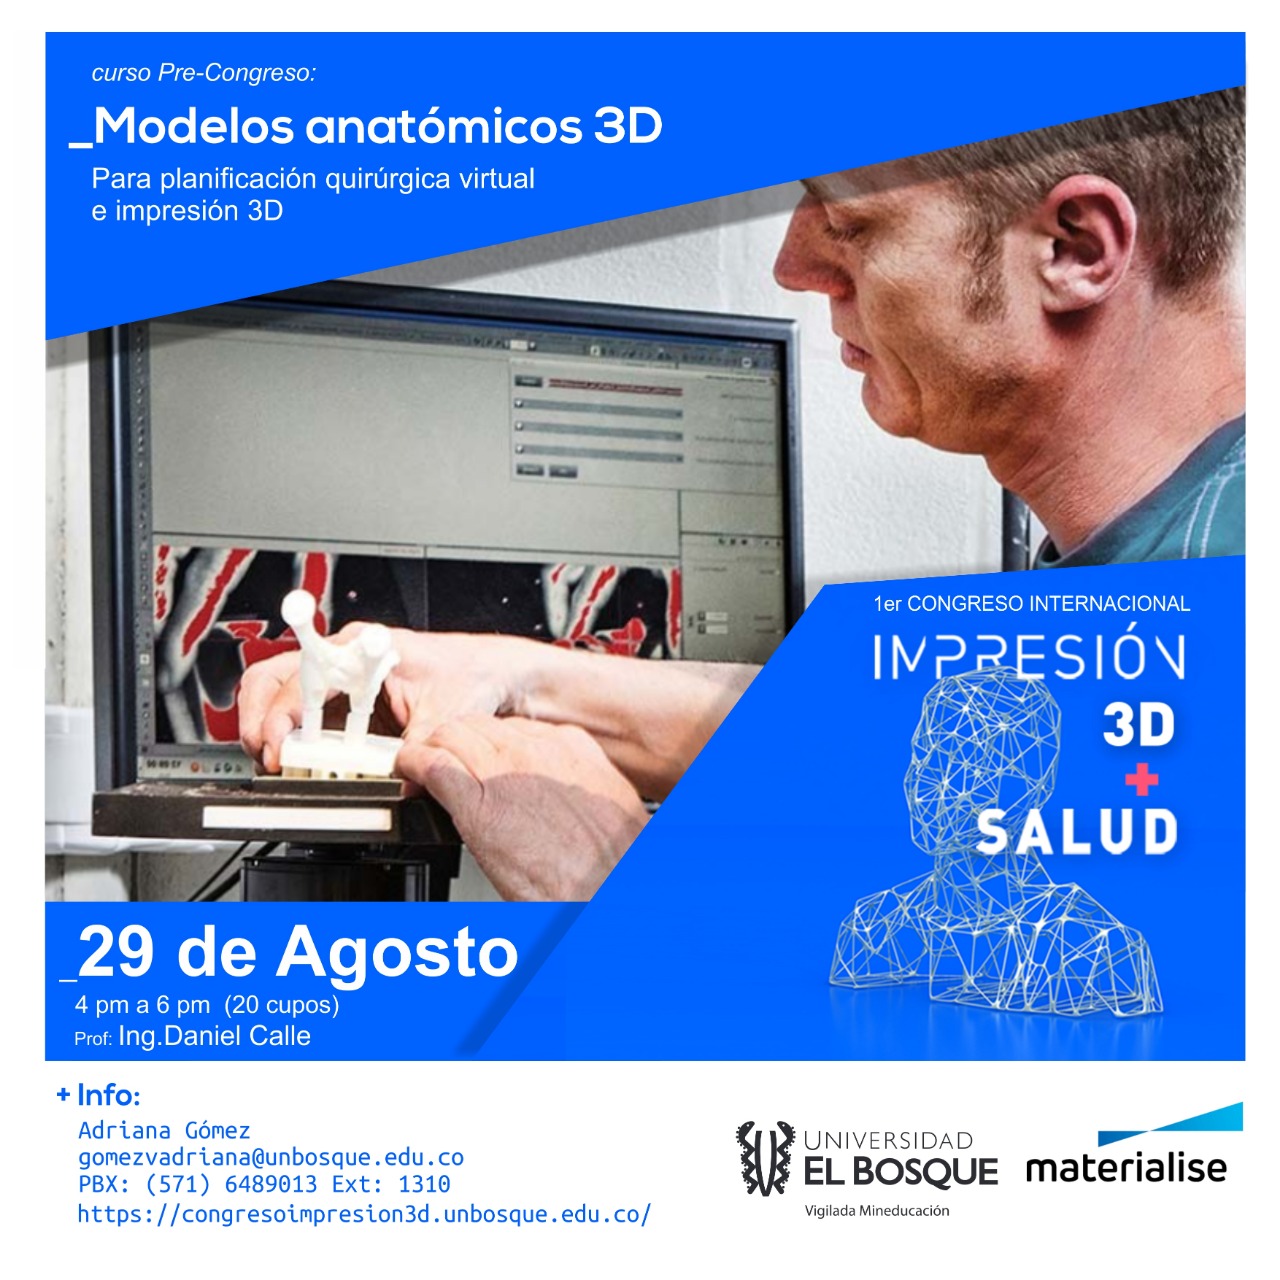 curso Pre-Congreso:
_Modelos anatómicos 3D
Para planificación quirúrgica virtual
e impresión 3D
1er CONGRESO INTERNACIONAL
IMPRESIÓN
3D
+
SALUD
_29 de Agosto
4 pm a 6 pm (20 cupos)
Prof: Ing.Daniel Calle
+ Info:
Adriana Gómez
gomezvadriana@unbosque.edu.co
PBX: (571) 6489013 Ext: 1310
https://congresoimpresion3d.unbosque.edu.co/
UNIVERSIDAD
EL BOSQUE
Vigilada Mineducación
materialise